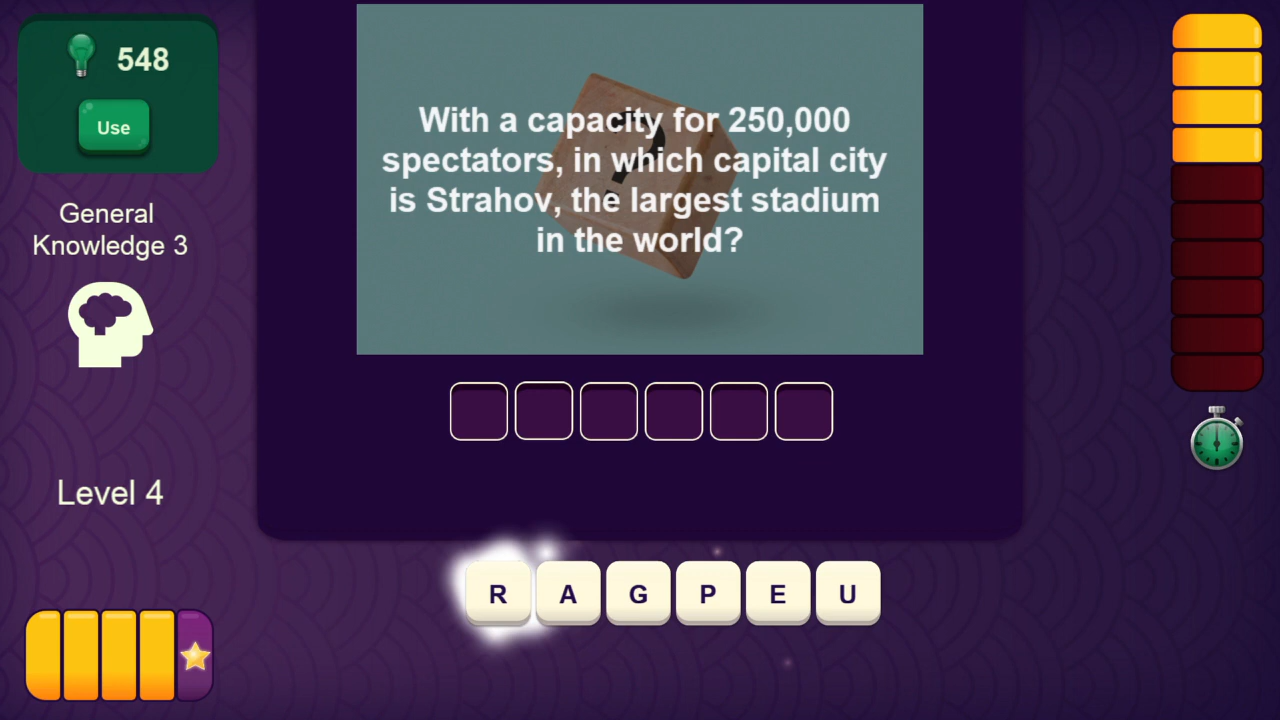 548
Use
General
Knowledge 3
Level 4
With a capacity for 250,000
spectators, in which capital city
is Strahov, the largest stadium
in the world?
R A G P E U